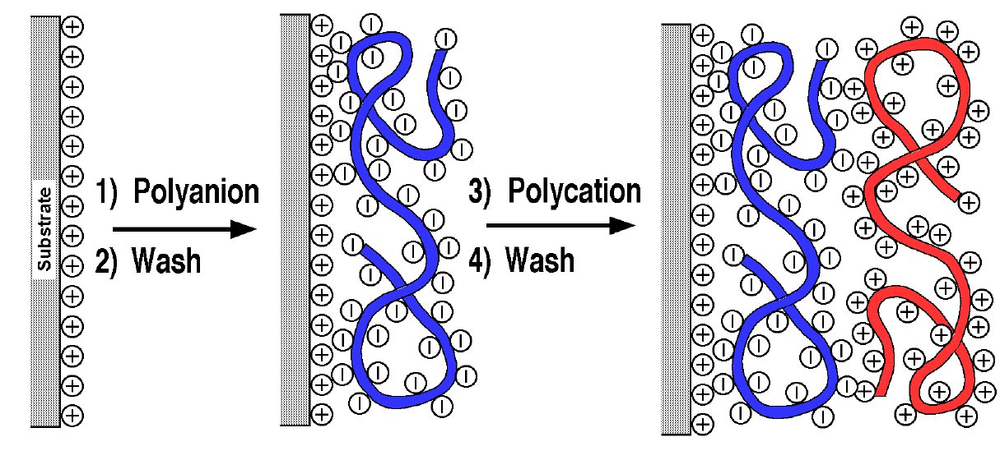 Substrate
1) Polyanion
2) Wash
3) Polycation
4) Wash